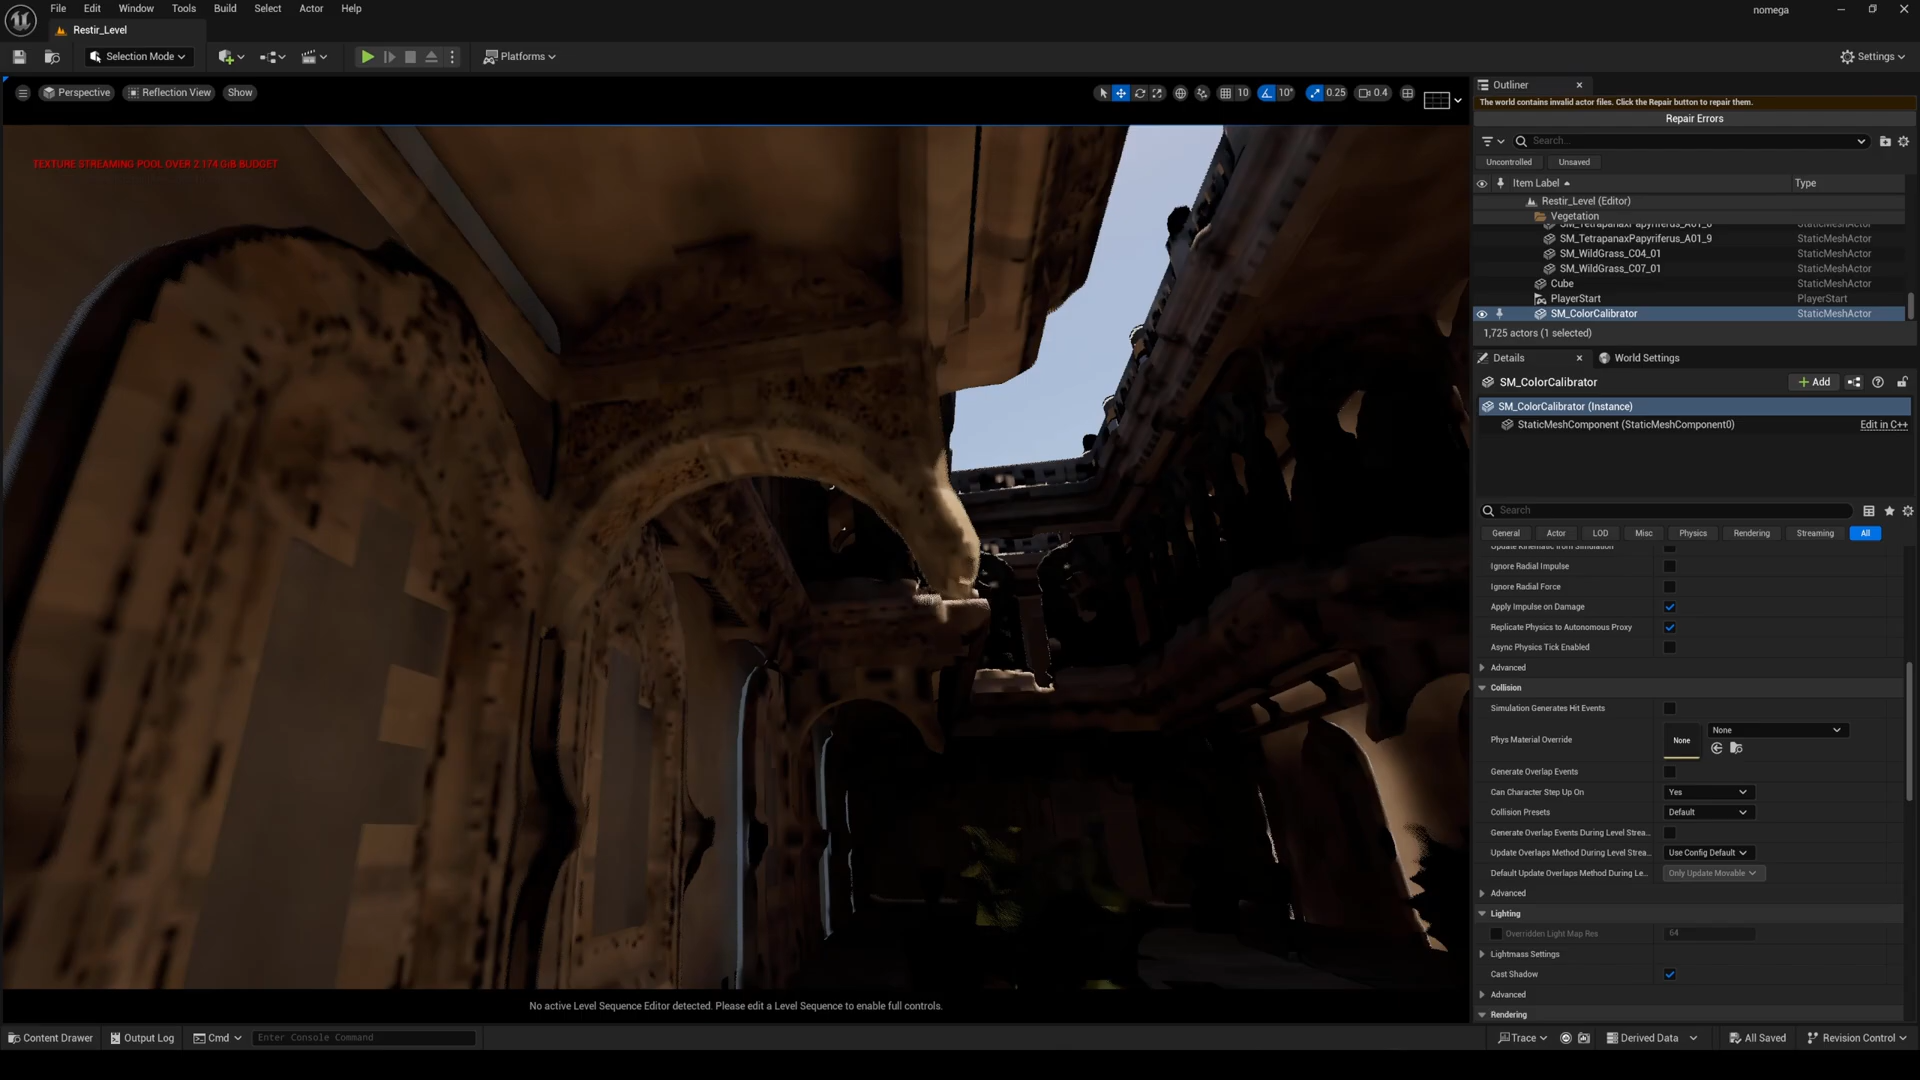 File Edit Window Tools Build Select Actor Help
nomega
Restir_Level
Selection Mode
Platforms
Settings
Perspective
Reflection View
Show
10
10°
0.25
0.4
TEXTURE STREAMING POOL OVER 2.174 GiB BUDGET
No active Level Sequence Editor detected. Please edit a Level Sequence to enable full controls.
Outliner
The world contains invalid actor files. Click the Repair button to repair them.
Repair Errors
Search...
Uncontrolled
Unsaved
Item Label
Type
Restir_Level (Editor)
Vegetation
StaticMeshActor
SM_TetrapanaxPapyriferus_A01_9 StaticMeshActor
SM_WildGrass_C04_01 StaticMeshActor
SM_WildGrass_C07_01 StaticMeshActor
Cube StaticMeshActor
PlayerStart PlayerStart
SM_ColorCalibrator StaticMeshActor
1,725 actors (1 selected)
Details
World Settings
SM_ColorCalibrator
Add
SM_ColorCalibrator (Instance)
StaticMeshComponent (StaticMeshComponent0) Edit in C++
Search
General Actor LOD Misc Physics Rendering Streaming All
Update Kinematic from Simulation
Ignore Radial Impulse
Ignore Radial Force
Apply Impulse on Damage
Replicate Physics to Autonomous Proxy
Async Physics Tick Enabled
Advanced
Collision
Simulation Generates Hit Events
Phys Material Override None None
Generate Overlap Events
Can Character Step Up On Yes
Collision Presets Default
Generate Overlap Events During Level Strea...
Update Overlaps Method During Level Strea... Use Config Default
Default Update Overlaps Method During Le... Only Update Movable
Advanced
Lighting
Overridden Light Map Res 64
Lightmass Settings
Cast Shadow
Advanced
Rendering
Content Drawer
Output Log
Cmd
Enter Console Command
Trace
Derived Data
All Saved
Revision Control